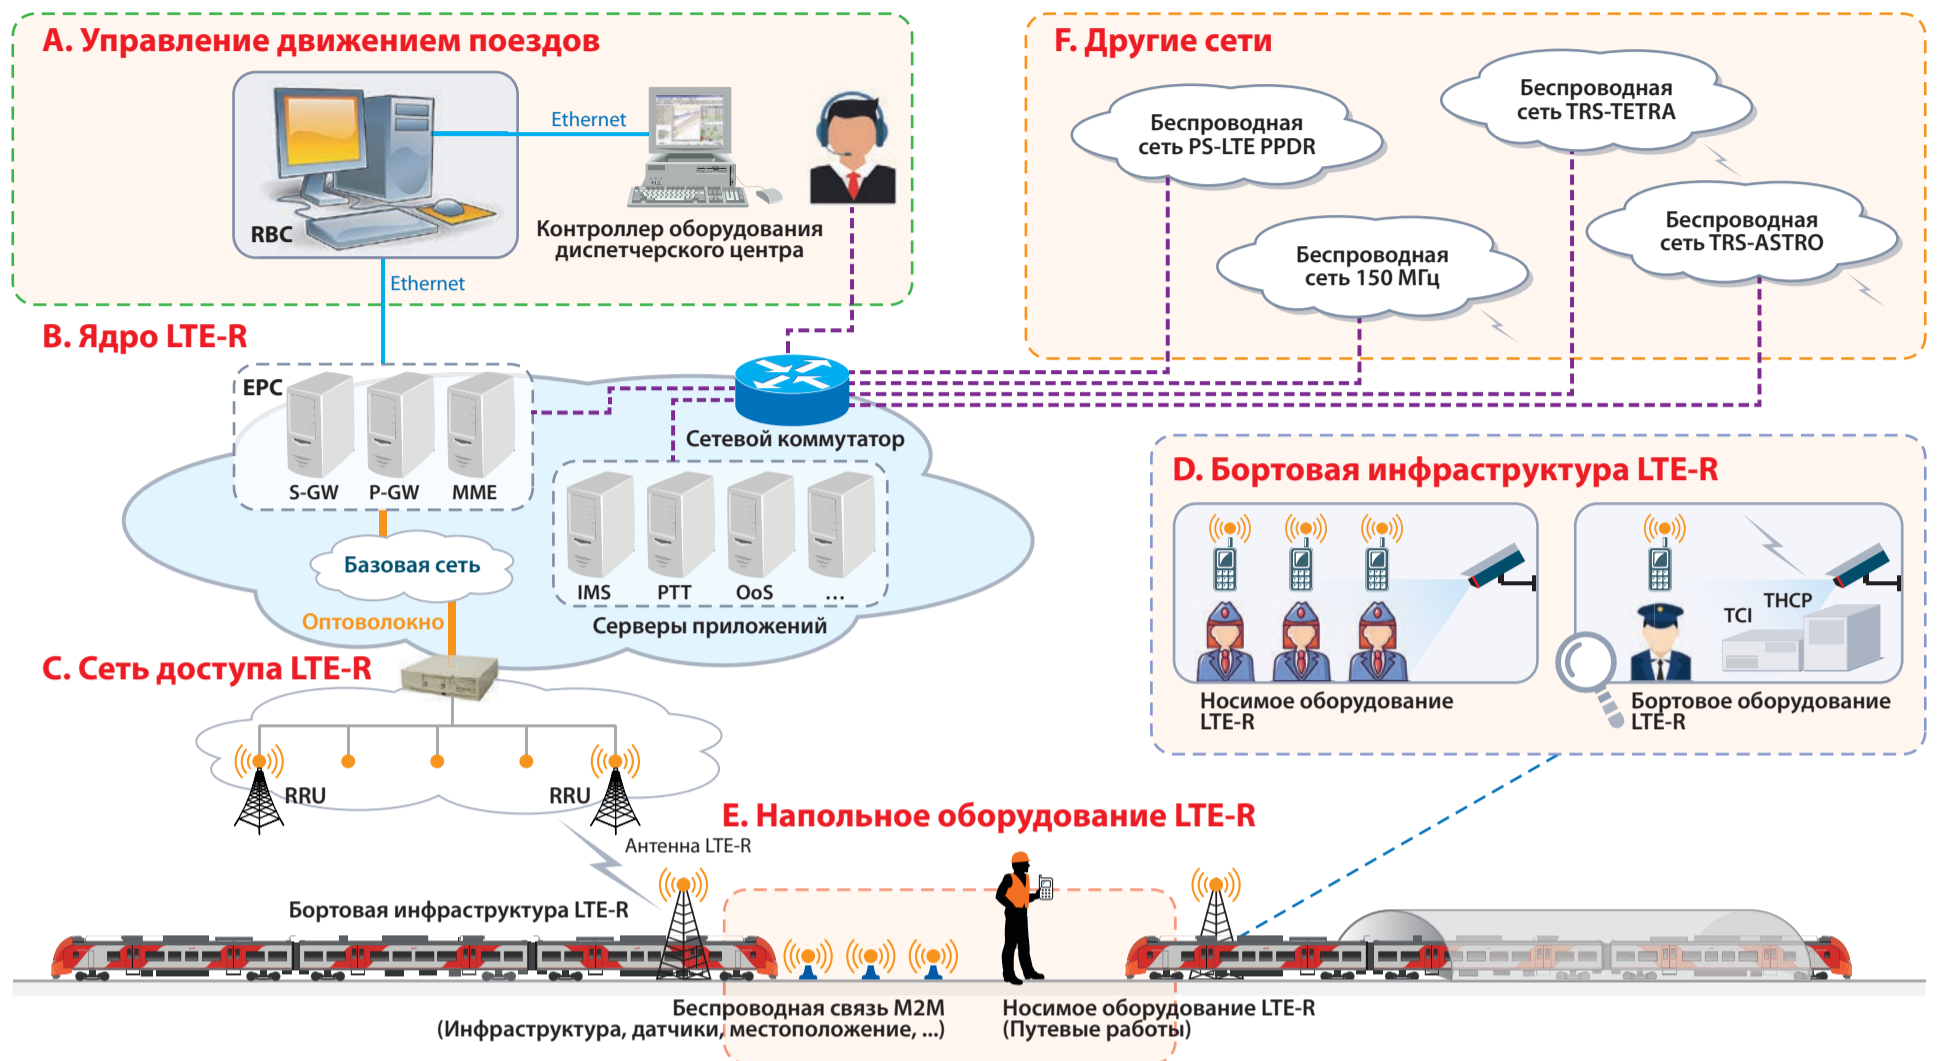 A. Управление движением поездов
Ethernet
RBC
Контроллер оборудования
диспетчерского центра
Ethernet
F. Другие сети
Беспроводная
сеть PS-LTE PPDR
Беспроводная
сеть TRS-TETRA
Беспроводная
сеть 150 МГц
Беспроводная
сеть TRS-ASTRO
B. Ядро LTE-R
EPC
S-GW
P-GW
MME
Сетевой коммутатор
Базовая сеть
Оптоволокно
IMS
PTT
OoS
...
Серверы приложений
C. Сеть доступа LTE-R
RRU
RRU
D. Бортовая инфраструктура LTE-R
Носимое оборудование
LTE-R
TCI
THCP
Бортовое оборудование
LTE-R
E. Напольное оборудование LTE-R
Антенна LTE-R
Бортовая инфраструктура LTE-R
Беспроводная связь M2M
(Инфраструктура, датчики, местоположение, ...)
Носимое оборудование LTE-R
(Путевые работы)